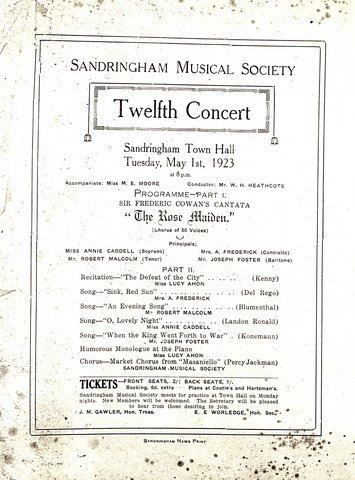 SANDRINGHAM MUSICAL SOCIETY
Twelfth Concert
Sandringham Town Hall
Tuesday, May 1st, 1923
at 8 p.m.
Accompaniste: Miss M. E. MOORE Conductor: Mr. W. H. HEATHCOTE
PROGRAMME—PART I.
SIR FREDERIC COWAN'S CANTATA
"The Rose Maiden."
(Chorus of 50 Voices)
Principals:
MISS ANNIE CADDELL (Soprano) Mrs. A. FREDERICK (Contralto)
Mr. ROBERT MALCOLM (Tenor) Mr. JOSEPH FOSTER (Baritone)
PART II.
Recitation—"The Defeat of the City" .. .. .. (Kenny)
Miss LUCY AHON
Song—"Sink, Red Sun" .. .. .. .. .. (Del Rego)
Mrs. A. FREDERICK
Song—"An Evening Song" .. .. .. (Blumenthal)
Mr. ROBERT MALCOLM
Song—"O, Lovely Night" .. .. .. (Landon Ronald)
Miss ANNIE CADDELL
Song—"When the King Went Forth to War" .. (Konemann)
Mr. JOSEPH FOSTER
Humorous Monologue at the Piano
Miss LUCY AHON
Chorus—Market Chorus from "Masaniello" (Percy Jackman)
SANDRINGHAM MUSICAL SOCIETY
TICKETS—FRONT SEATS, 2/; BACK SEATS, 1/.
Booking, 6d. extra Plans at Coutie's and Hartsman's.
Sandringham Musical Society meets for practice at Town Hall on Monday
nights. New Members will be welcomed. The Secretary will be pleased
to hear from those desiring to join.
J. M. GAWLER, Hon. Treas. E. E. WORLEDGE, Hon. Sec.
SANDRINGHAM NEWS PRINT